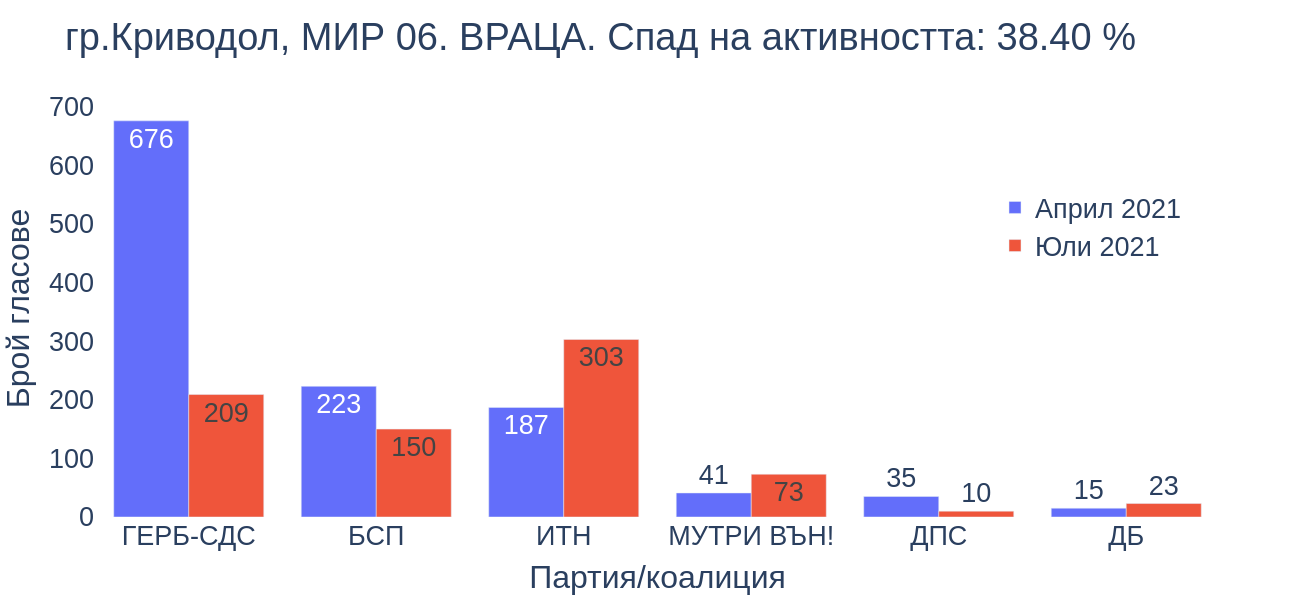 гр.Криводол, МИР 06. ВРАЦА. Спад на активността: 38.40 %
700
600
500
400
300
200
100
0
Брой гласове
676
209
223
150
187
303
41
73
35
10
15
23
Април 2021
Юли 2021
ГЕРБ-СДС
БСП
ИТН
МУТРИ ВЪН!
ДПС
ДБ
Партия/коалиция